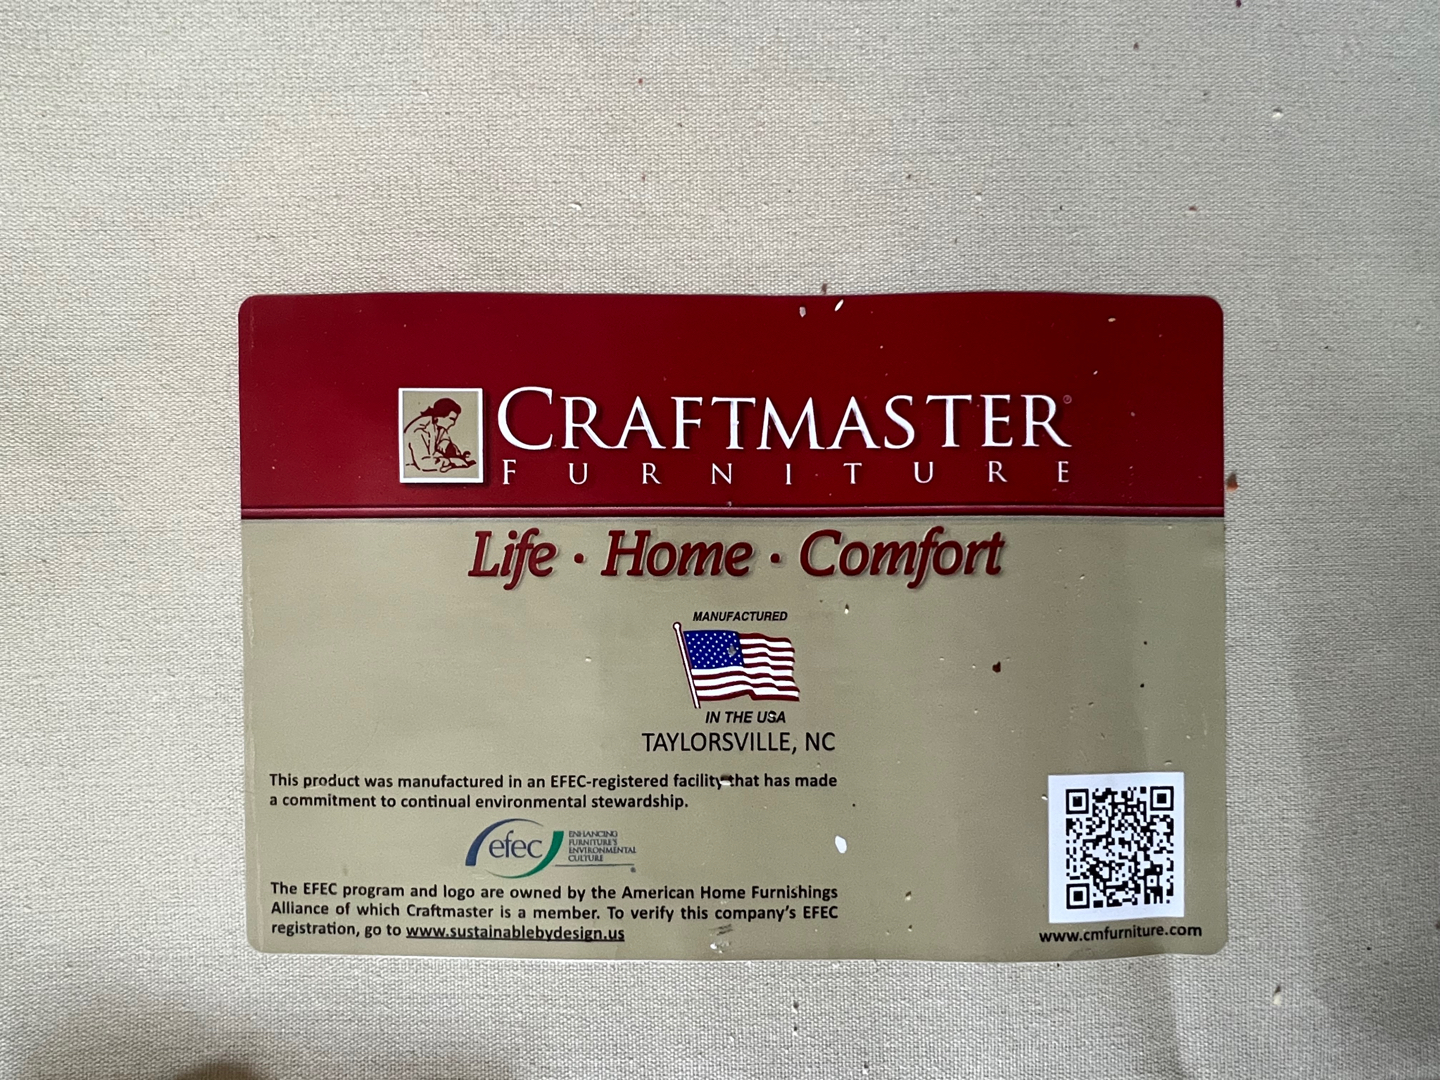 CRAFTMASTER®
FURNITURE
Life · Home · Comfort
MANUFACTURED
IN THE USA
TAYLORSVILLE, NC
This product was manufactured in an EFEC-registered facility that has made
a commitment to continual environmental stewardship.
efec
ENHANCING
FURNITURE'S
ENVIRONMENTAL
CULTURE
The EFEC program and logo are owned by the American Home Furnishings
Alliance of which Craftmaster is a member. To verify this company's EFEC
registration, go to www.sustainablebydesign.us
www.cmfurniture.com